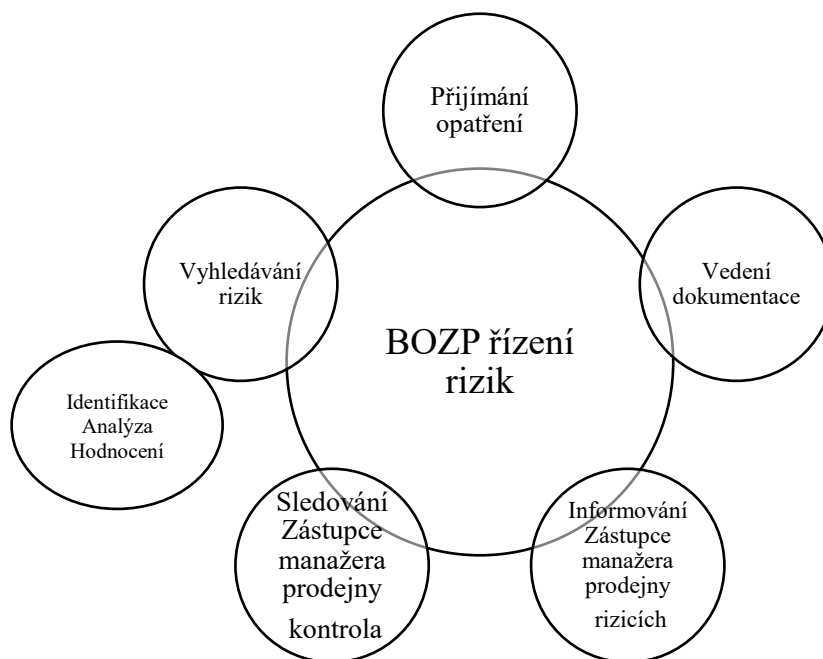 Přijímání
opatření
Vyhledávání
rizik
Vedení
dokumentace
BOZP řízení
rizik
Identifikace
Analýza
Hodnocení
Sledování
Zástupce
manažera
prodejny
kontrola
Informování
Zástupce
manažera
prodejny
rizicích